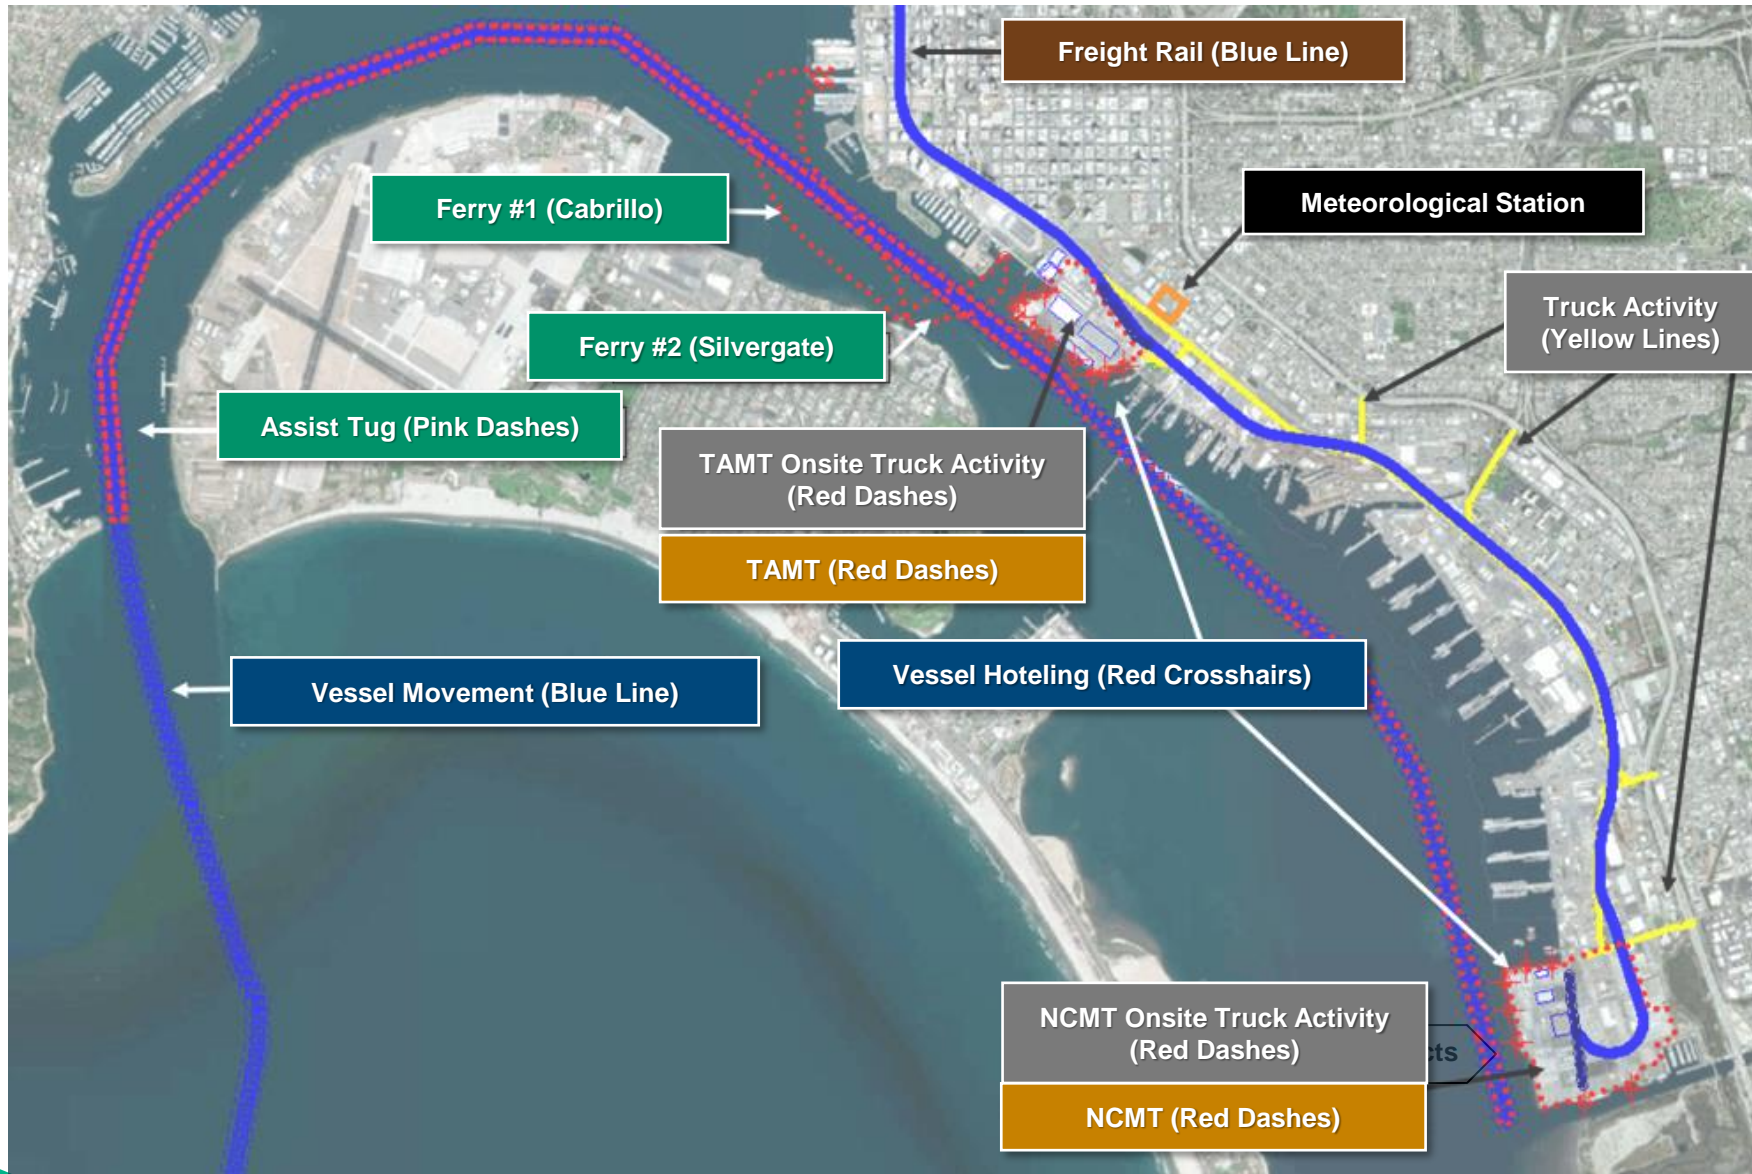 Freight Rail (Blue Line)
Ferry #1 (Cabrillo)
Meteorological Station
Truck Activity
(Yellow Lines)
Ferry #2 (Silvergate)
Assist Tug (Pink Dashes)
TAMT Onsite Truck Activity
(Red Dashes)
TAMT (Red Dashes)
Vessel Hoteling (Red Crosshairs)
Vessel Movement (Blue Line)
NCMT Onsite Truck Activity
(Red Dashes)
cts
NCMT (Red Dashes)